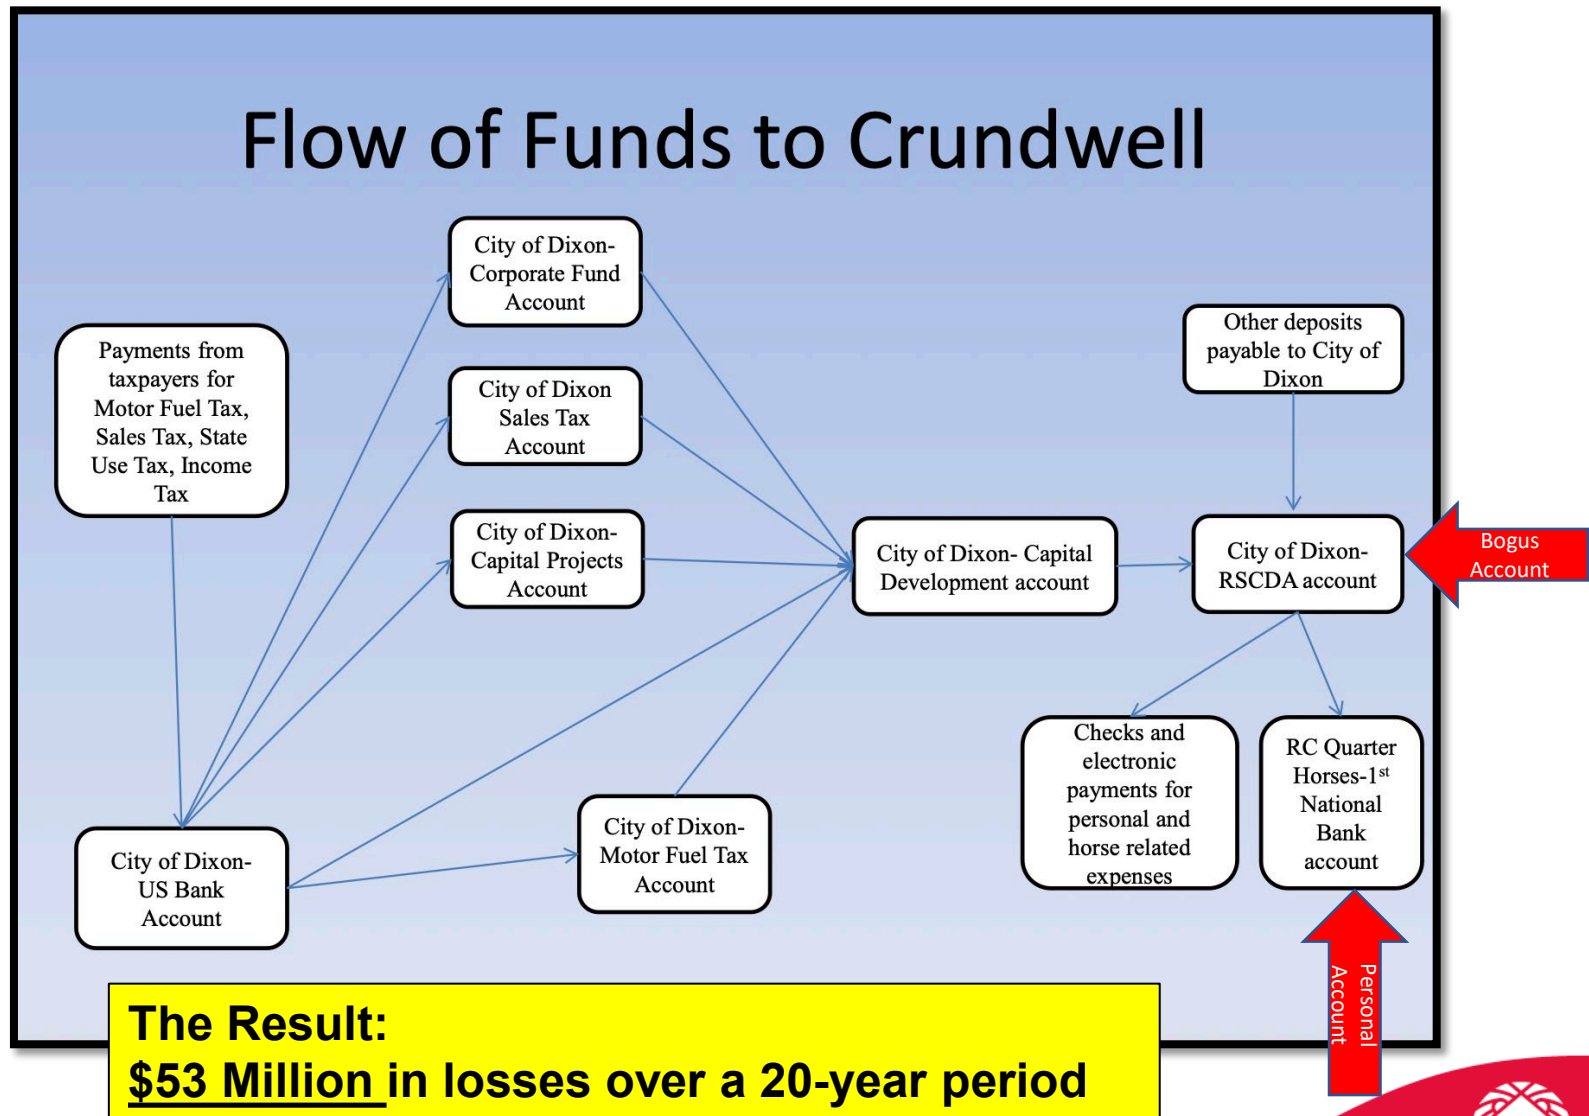 Flow of Funds to Crundwell
City of Dixon-
Corporate Fund
Account
Payments from
taxpayers for
Motor Fuel Tax,
Sales Tax, State
Use Tax, Income
Tax
City of Dixon
Sales Tax
Account
City of Dixon-
Capital Projects
Account
Other deposits
payable to City of
Dixon
City of Dixon- Capital
Development account
City of Dixon-
RSCDA account
Bogus
Account
City of Dixon-
US Bank
Account
City of Dixon-
Motor Fuel Tax
Account
Checks and
electronic
payments for
personal and
horse related
expenses
RC Quarter
Horses-1st
National
Bank
account
Personal
Account
The Result:
$53 Million in losses over a 20-year period